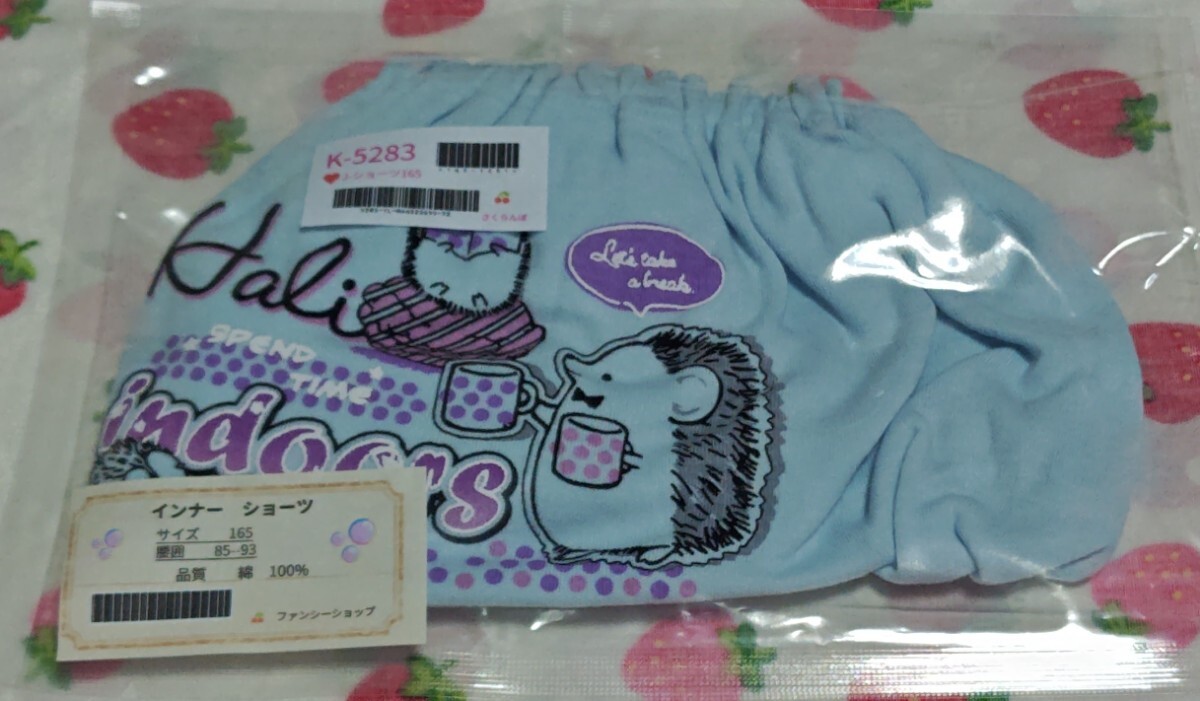 K-5283
ショーツ165
さくらんぼ
Hali
Let's take
a break.
SPEND
TIME
indoors
インナー ショーツ
サイズ 165
腰囲 85--93
品質 綿 100%
ファンシーショップ